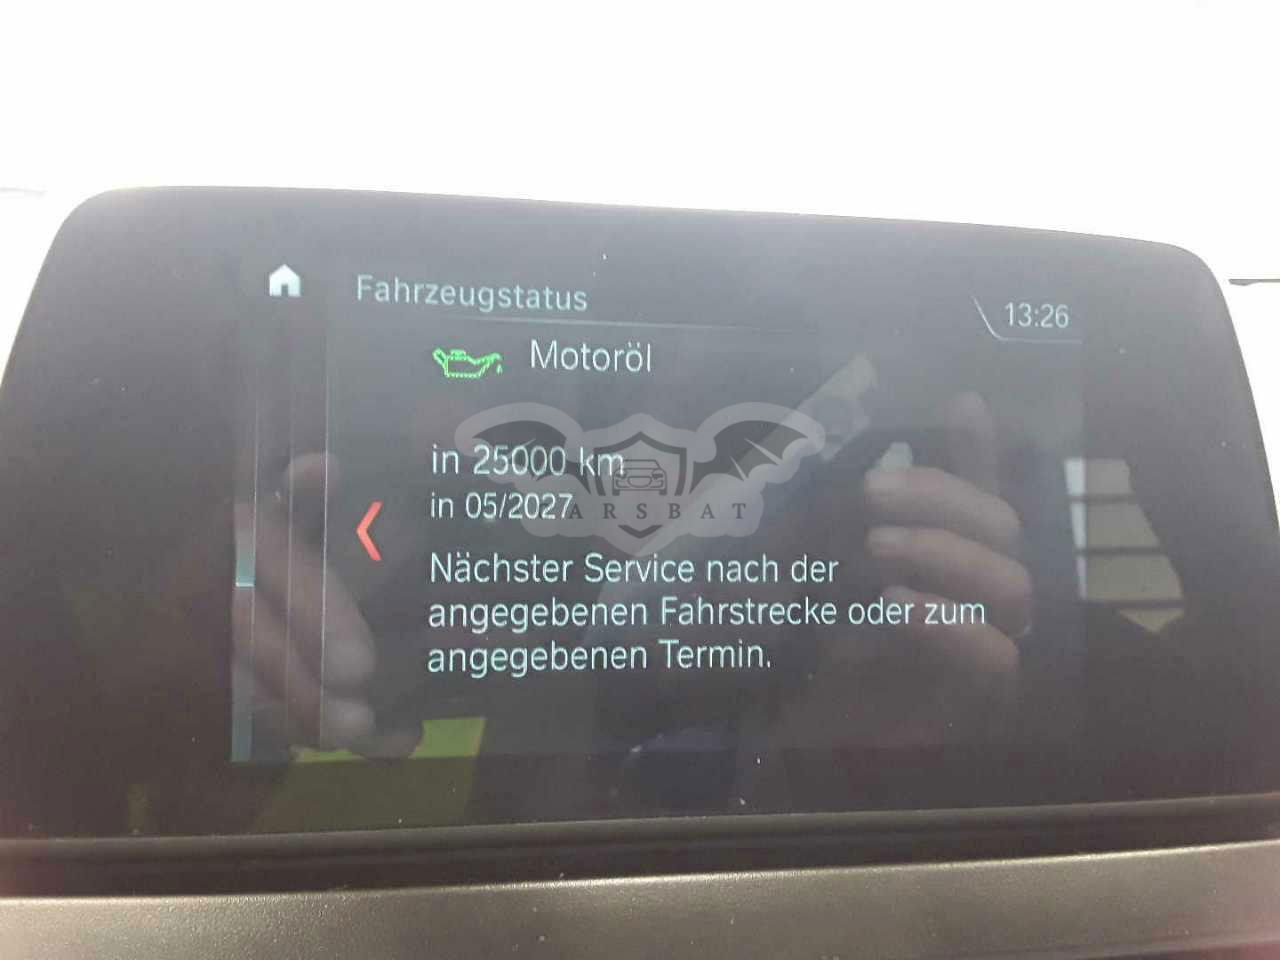 Fahrzeugstatus
13:26
Motoröl
in 25000 km
in 05/2027
CARSBAT
Nächster Service nach der
angegebenen Fahrstrecke oder zum
angegebenen Termin.